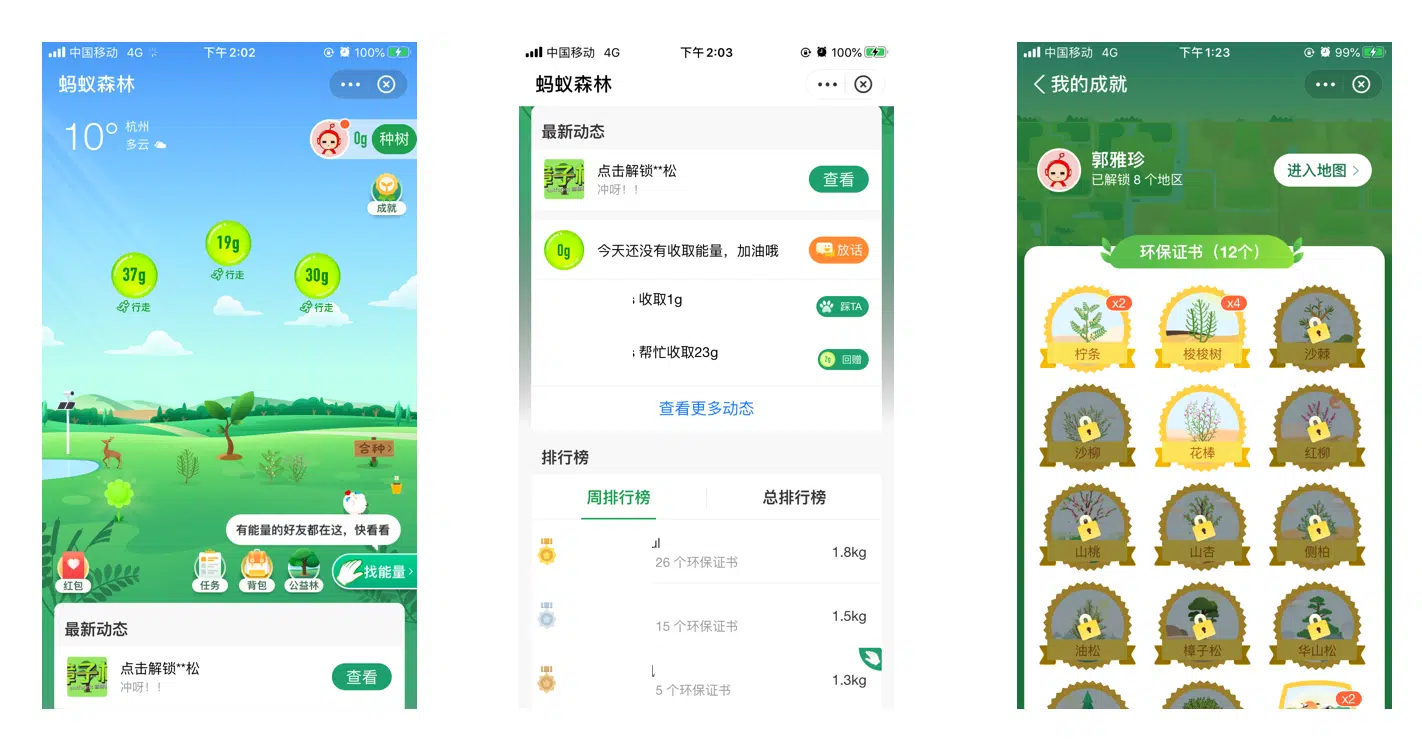 中国移动 4G 下午2:02 100%
蚂蚁森林
10° 杭州
多云
0g 种树
成就
19g
行走
37g
行走
30g
行走
合种
有能量的好友都在这，快看看
红包 任务 背包 公益林 找能量
最新动态
点击解锁**松
冲呀！！
查看
中国移动 4G 下午2:03 100%
蚂蚁森林
最新动态
点击解锁**松
冲呀！！
查看
0g 今天还没有收取能量，加油哦 放话
收取1g 踩TA
帮忙收取23g 回赠
查看更多动态
排行榜
周排行榜 总排行榜
26 个环保证书 1.8kg
15 个环保证书 1.5kg
5 个环保证书 1.3kg
中国移动 4G 下午1:23 99%
我的成就
郭雅珍
已解锁 8 个地区
进入地图
环保证书（12个）
x2 x4
柠条 梭梭树 沙棘
沙柳 花棒 红柳
山桃 山杏 侧柏
油松 樟子松 华山松
x2